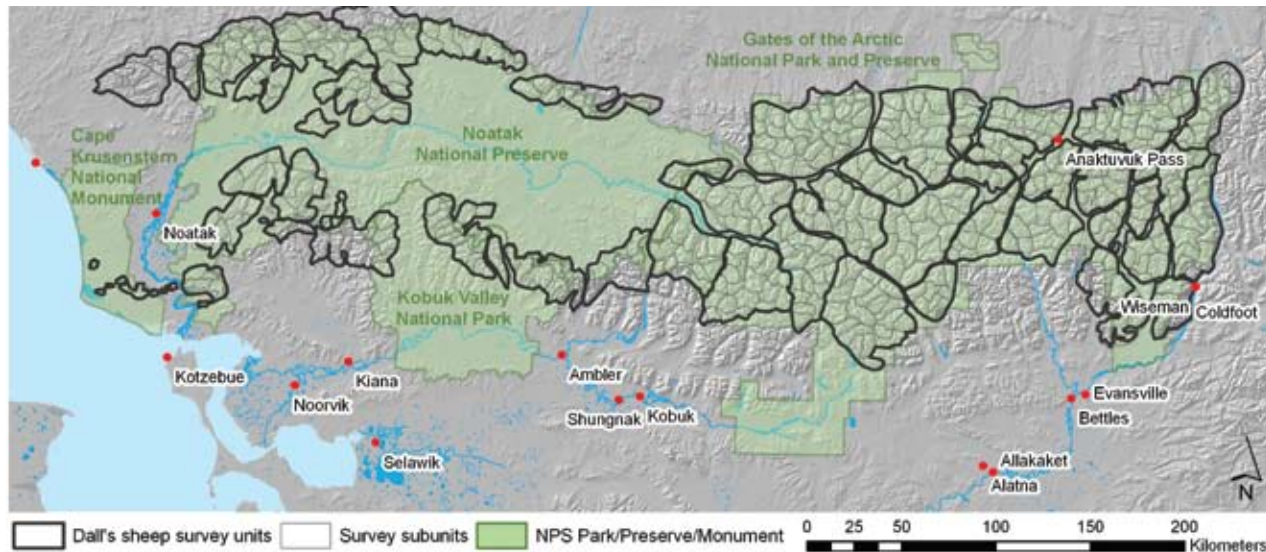 Gates of the Arctic
National Park and Preserve
Cape
Krusenstern
National
Monument
Noatak
National Preserve
Anaktuvuk Pass
Noatak
Kobuk Valley
National Park
Wiseman
Coldfoot
Kotzebue
Kiana
Noorvik
Ambler
Shungnak
Kobuk
Evansville
Bettles
Selawik
Allakaket
Alatna
N
Dall's sheep survey units
Survey subunits
NPS Park/Preserve/Monument
0 25 50 100 150 200
Kilometers